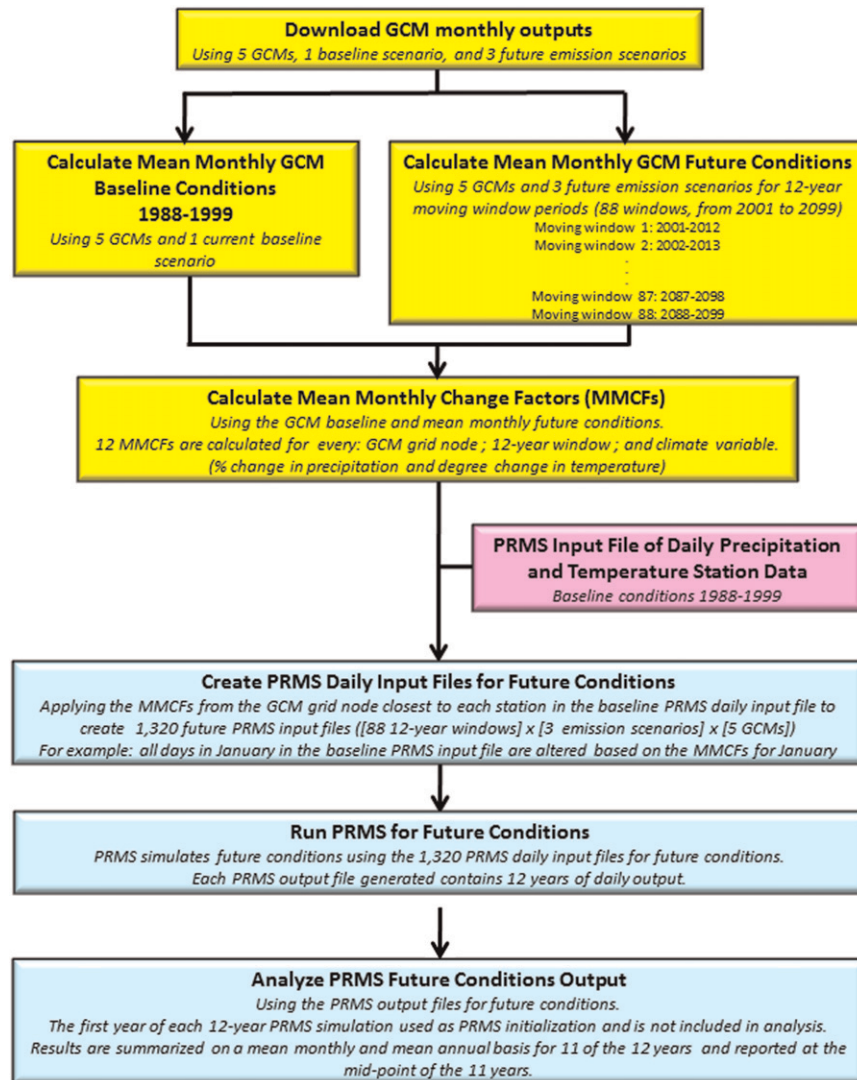 Download GCM monthly outputs
Using 5 GCMs, 1 baseline scenario, and 3 future emission scenarios
Calculate Mean Monthly GCM
Baseline Conditions
1988-1999
Using 5 GCMs and 1 current baseline
scenario
Calculate Mean Monthly GCM Future Conditions
Using 5 GCMs and 3 future emission scenarios for 12-year
moving window periods (88 windows, from 2001 to 2099)
Moving window 1: 2001-2012
Moving window 2: 2002-2013
.
.
.
Moving window 87: 2087-2098
Moving window 88: 2088-2099
Calculate Mean Monthly Change Factors (MMCFs)
Using the GCM baseline and mean monthly future conditions.
12 MMCFs are calculated for every: GCM grid node ; 12-year window ; and climate variable.
(% change in precipitation and degree change in temperature)
PRMS Input File of Daily Precipitation
and Temperature Station Data
Baseline conditions 1988-1999
Create PRMS Daily Input Files for Future Conditions
Applying the MMCFs from the GCM grid node closest to each station in the baseline PRMS daily input file to
create 1,320 future PRMS input files ([88 12-year windows] x [3 emission scenarios] x [5 GCMs])
For example: all days in January in the baseline PRMS input file are altered based on the MMCFs for January
Run PRMS for Future Conditions
PRMS simulates future conditions using the 1,320 PRMS daily input files for future conditions.
Each PRMS output file generated contains 12 years of daily output.
Analyze PRMS Future Conditions Output
Using the PRMS output files for future conditions.
The first year of each 12-year PRMS simulation used as PRMS initialization and is not included in analysis.
Results are summarized on a mean monthly and mean annual basis for 11 of the 12 years and reported at the
mid-point of the 11 years.